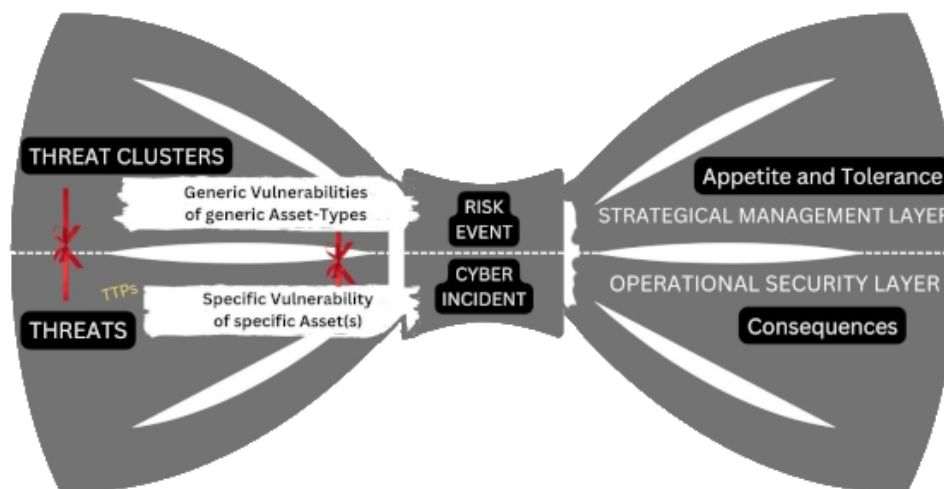 THREAT CLUSTERS
Generic Vulnerabilities
of generic Asset-Types
RISK
EVENT
Appetite and Tolerance
STRATEGICAL MANAGEMENT LAYER
TTPs
THREATS
Specific Vulnerability
of specific Asset(s)
CYBER
INCIDENT
OPERATIONAL SECURITY LAYER
Consequences